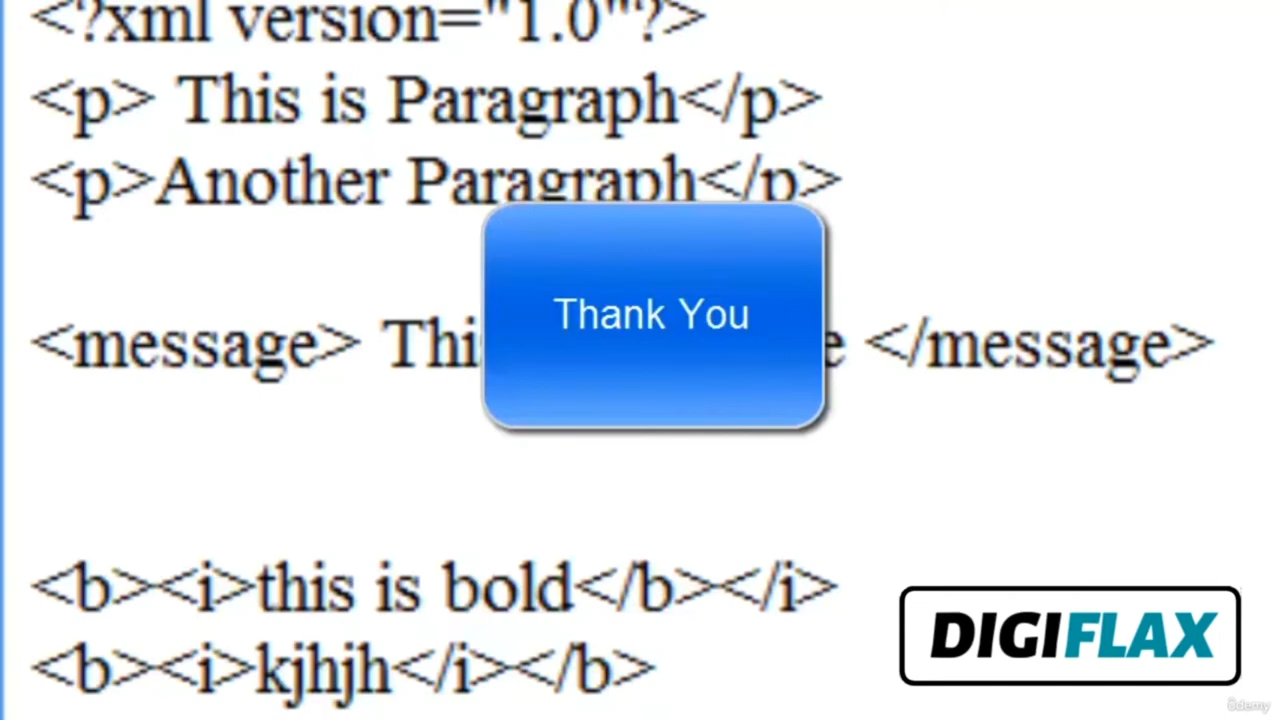 <?xml version="1.0"?>
<p> This is Paragraph</p>
<p>Another Paragraph</p>
Thank You
<message> Thi e </message>
<b><i>this is bold</b></i>
<b><i>kjhjh</i></b>
DIGIFLAX
ûdemy